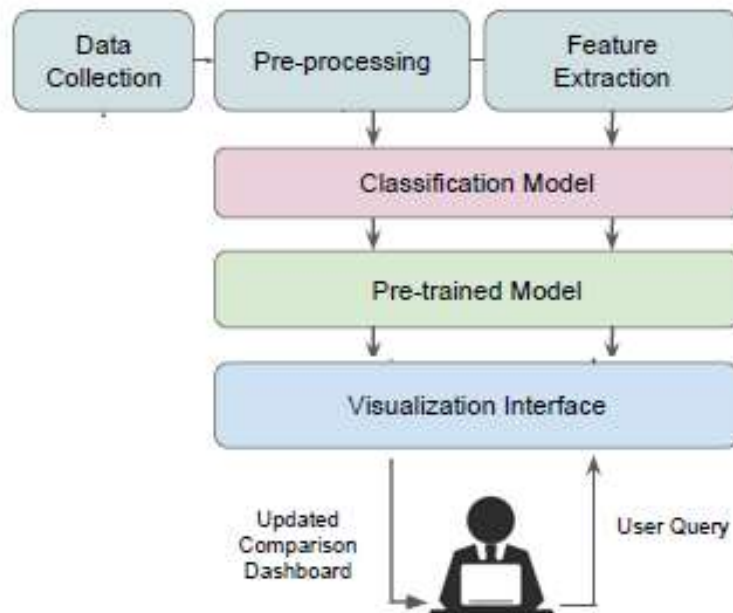 Data
Collection
Pre-processing
Feature
Extraction
Classification Model
Pre-trained Model
Visualization Interface
Updated
Comparison
Dashboard
User Query